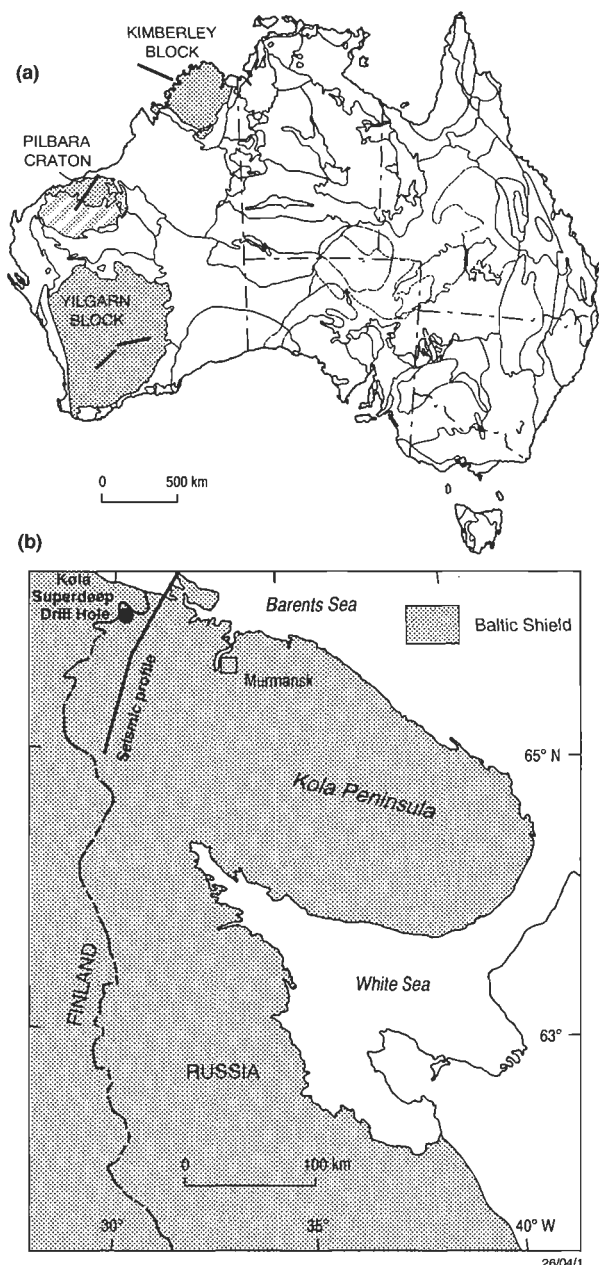 (a)
KIMBERLEY
BLOCK
PILBARA
CRATON
YILGARN
BLOCK
0 500 km
(b)
Kola
Superdeep
Drill Hole
Barents Sea
Baltic Shield
Murmansk
Seismic profile
65° N
Kola Peninsula
FINLAND
White Sea
63°
RUSSIA
0 100 km
30° 35° 40° W
26/04/1